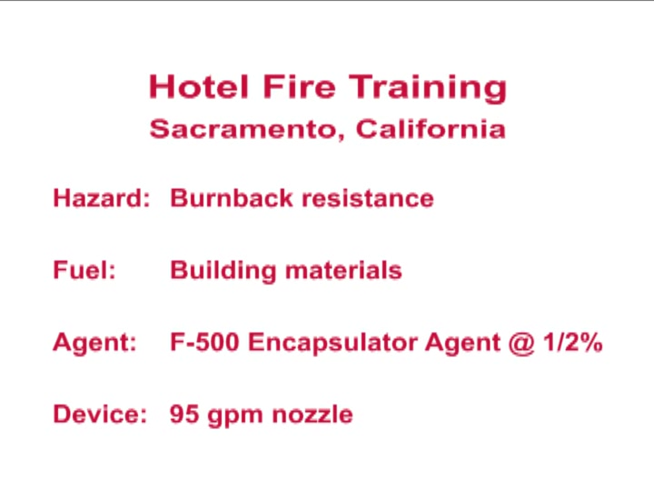 Hotel Fire Training
Sacramento, California
Hazard: Burnback resistance
Fuel: Building materials
Agent: F-500 Encapsulator Agent @ 1/2%
Device: 95 gpm nozzle